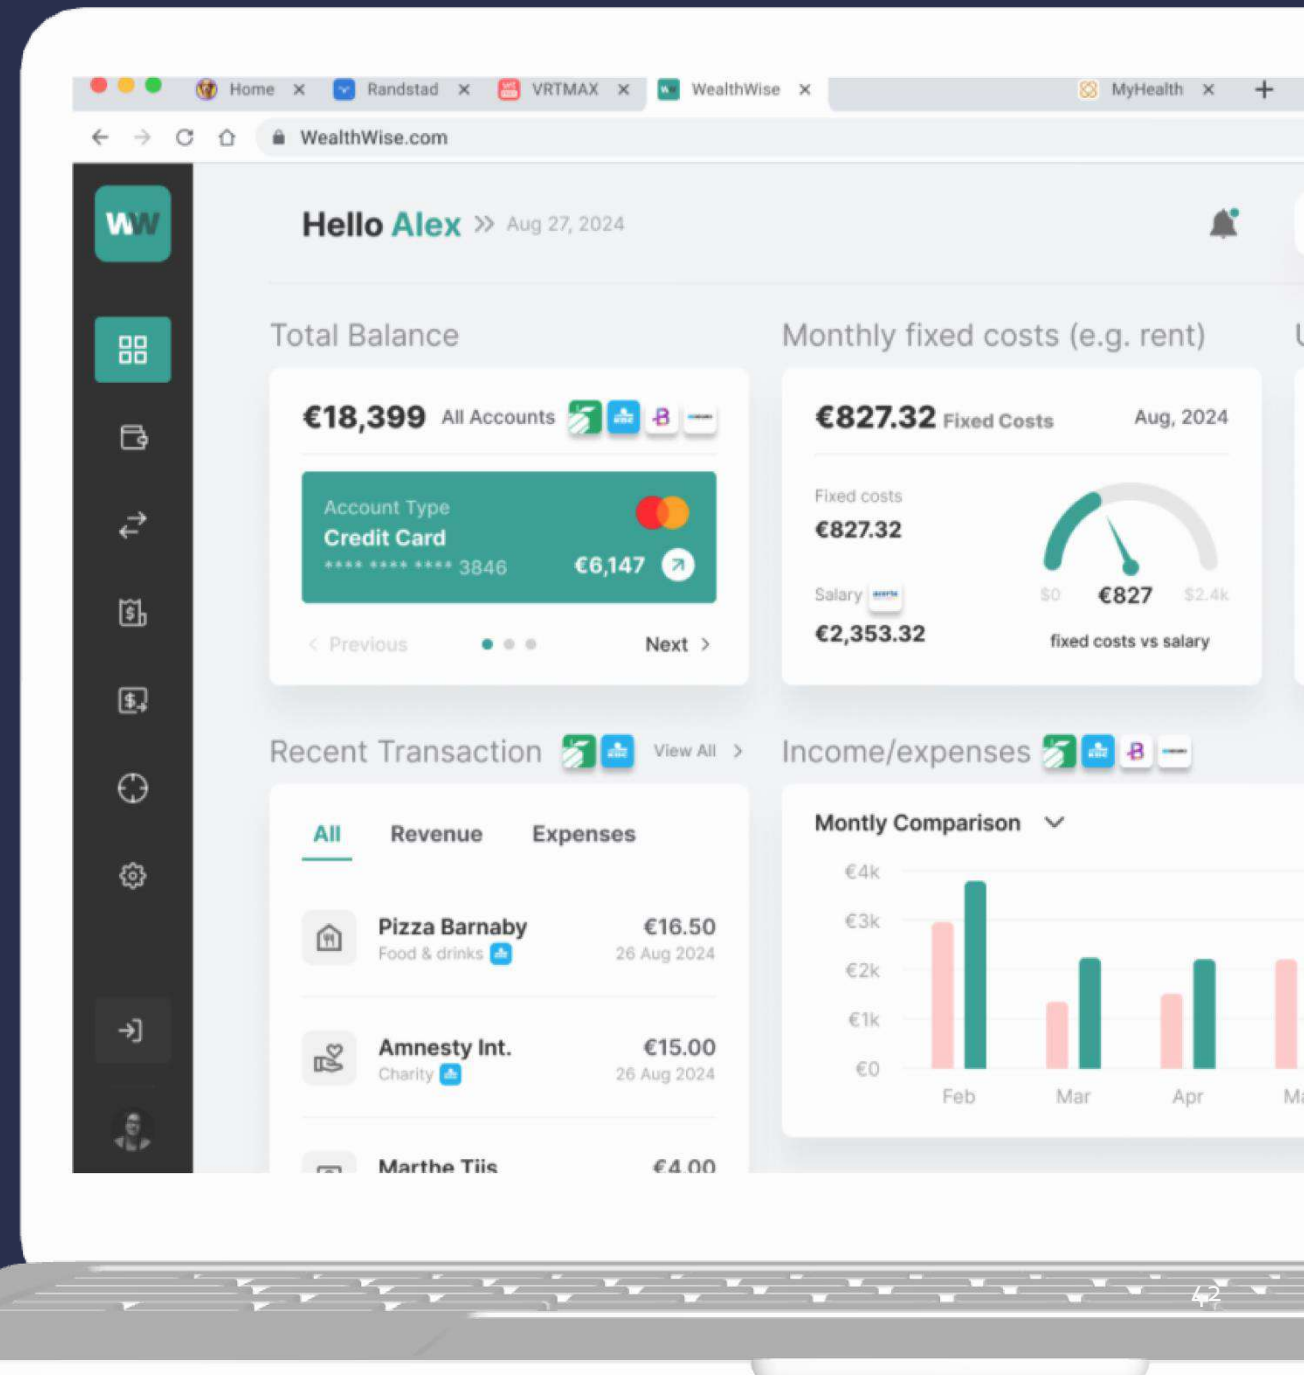 Home Randstad VRTMAX WealthWise MyHealth
WealthWise.com
WW
Hello Alex Aug 27, 2024
Total Balance
€18,399 All Accounts
Account Type
Credit Card
**** **** **** 3846 €6,147
< Previous Next >
Monthly fixed costs (e.g. rent)
€827.32 Fixed Costs Aug, 2024
Fixed costs
€827.32
Salary
€2,353.32
$0 €827 $2.4k
fixed costs vs salary
Recent Transaction View All >
All Revenue Expenses
Pizza Barnaby €16.50
Food & drinks 26 Aug 2024
Amnesty Int. €15.00
Charity 26 Aug 2024
Marthe Tijs €4.00
Income/expenses
Montly Comparison
€4k
€3k
€2k
€1k
€0
Feb Mar Apr
42